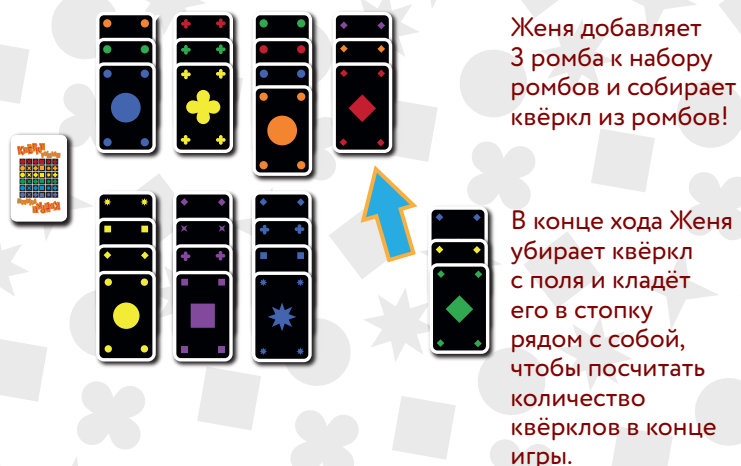 Женя добавляет
3 ромба к набору
ромбов и собирает
квёркл из ромбов!
В конце хода Женя
убирает квёркл
с поля и кладёт
его в стопку
рядом с собой,
чтобы посчитать
количество
квёрклов в конце
игры.